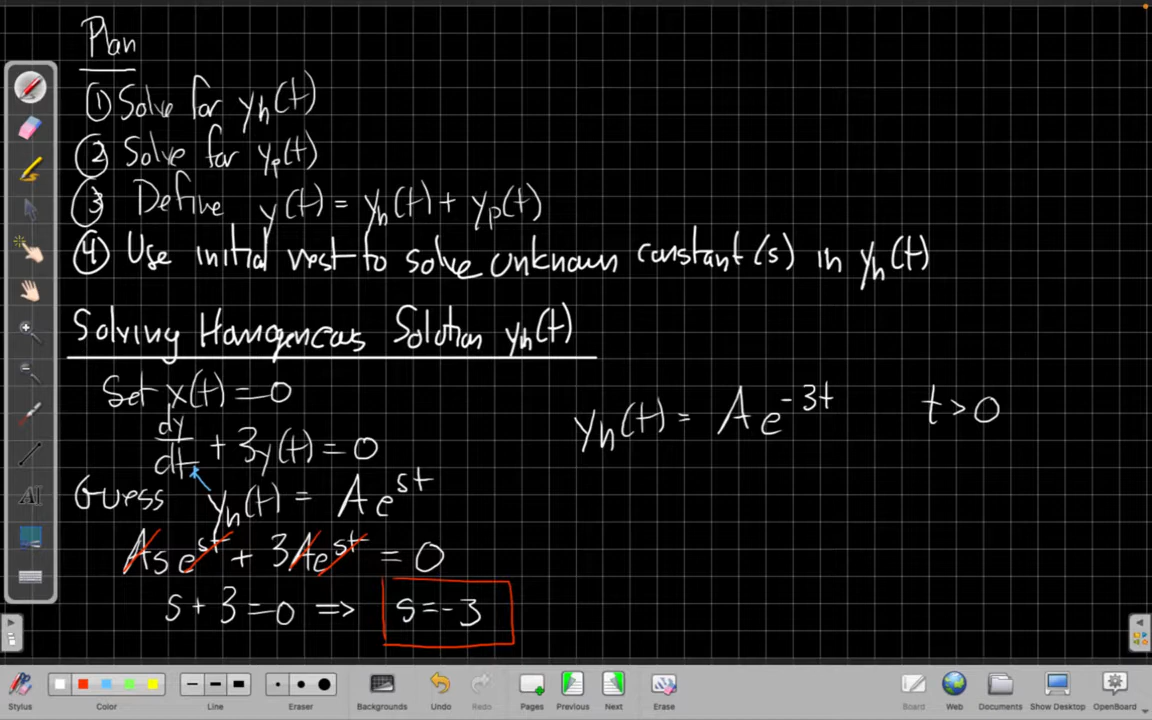 Plan
① Solve for yh(t)
② Solve for yp(t)
③ Define y(t) = yh(t) + yp(t)
④ Use initial rest to solve unknown constant(s) in yh(t)
Solving Homogeneous Solution yh(t)
Set x(t) = 0
dy/dt + 3y(t) = 0
Guess yh(t) = Ae^st
Ase^st + 3Ae^st = 0
s + 3 = 0 => s = -3
yh(t) = Ae^-3t t > 0
Stylus
Color
Line
Eraser
Backgrounds
Undo
Redo
Pages
Previous
Next
Erase
Board
Web
Documents
Show Desktop
OpenBoard